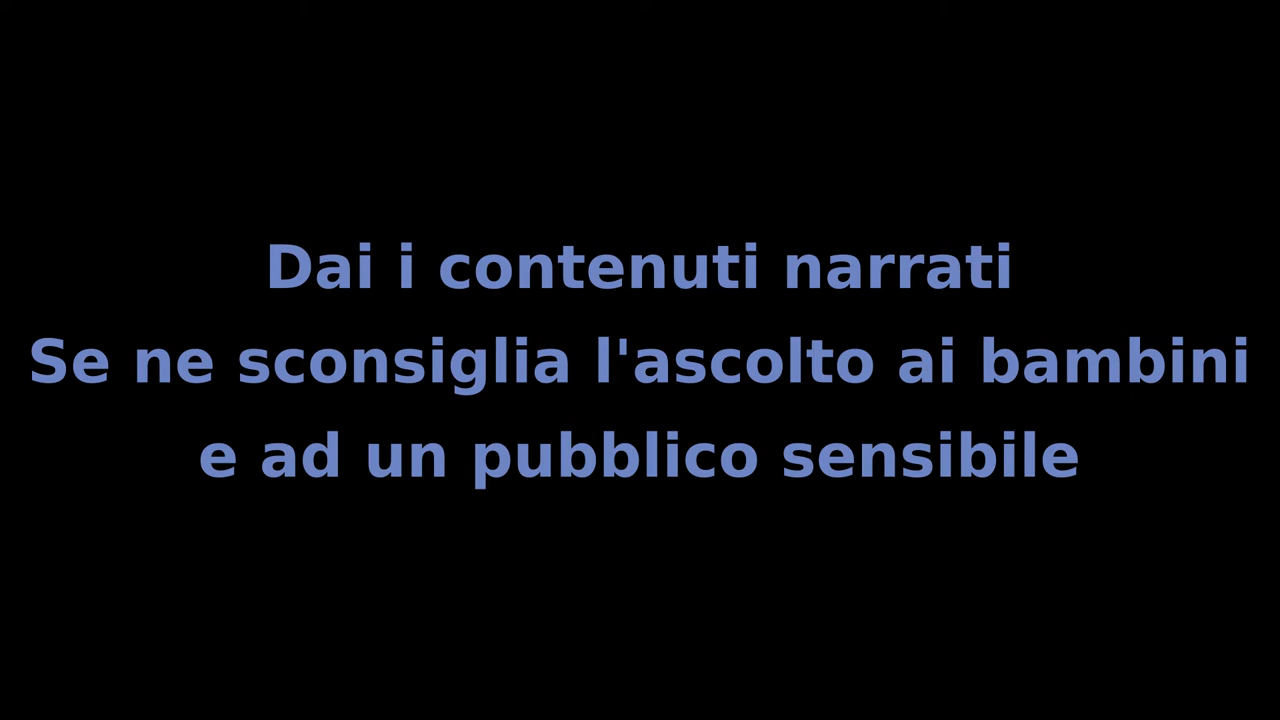 Dai i contenuti narrati
Se ne sconsiglia l'ascolto ai bambini
e ad un pubblico sensibile